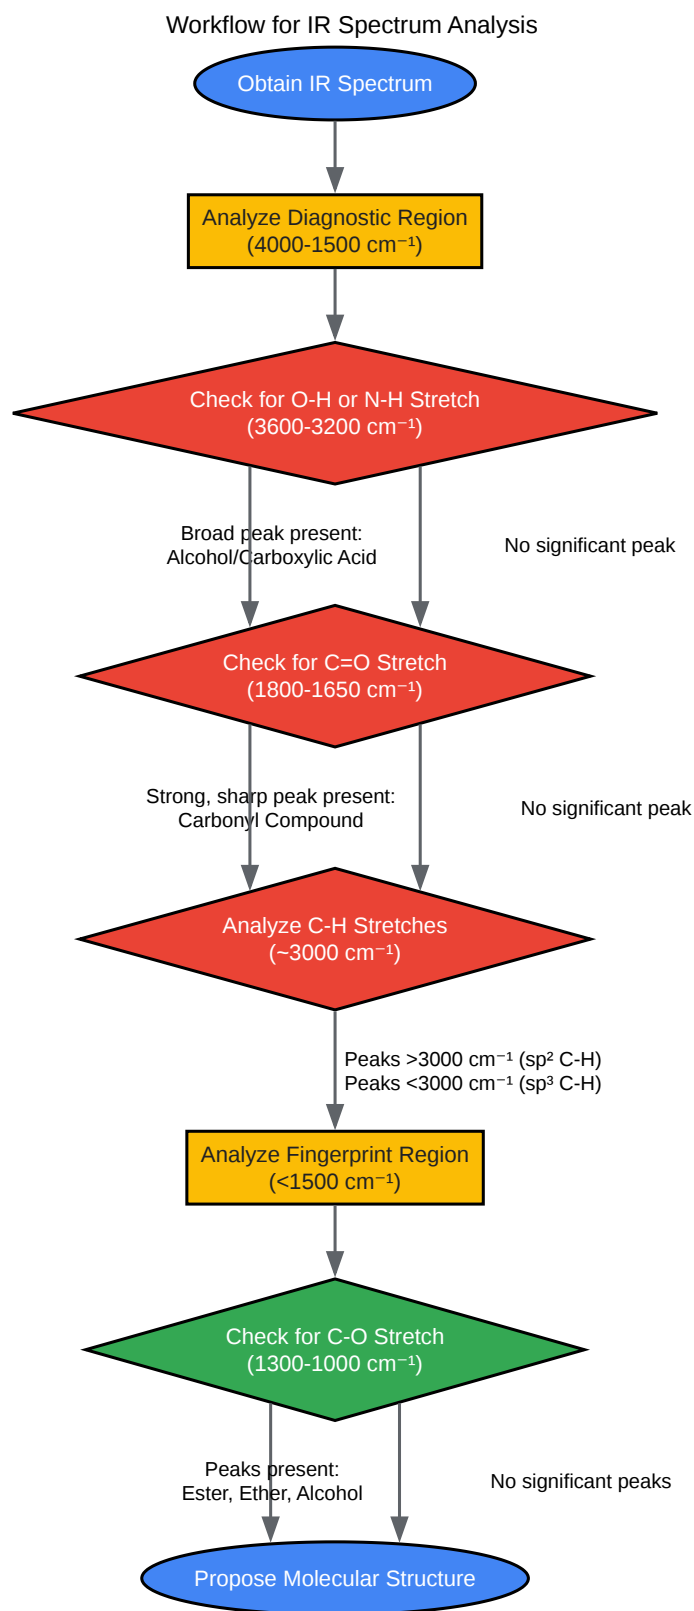 Workflow for IR Spectrum Analysis
Obtain IR Spectrum
Analyze Diagnostic Region
(4000-1500 cm⁻¹)
Check for O-H or N-H Stretch
(3600-3200 cm⁻¹)
Broad peak present:
Alcohol/Carboxylic Acid
No significant peak
Check for C=O Stretch
(1800-1650 cm⁻¹)
Strong, sharp peak present:
Carbonyl Compound
No significant peak
Analyze C-H Stretches
(~3000 cm⁻¹)
Peaks >3000 cm⁻¹ (sp² C-H)
Peaks <3000 cm⁻¹ (sp³ C-H)
Analyze Fingerprint Region
(<1500 cm⁻¹)
Check for C-O Stretch
(1300-1000 cm⁻¹)
Peaks present:
Ester, Ether, Alcohol
No significant peaks
Propose Molecular Structure